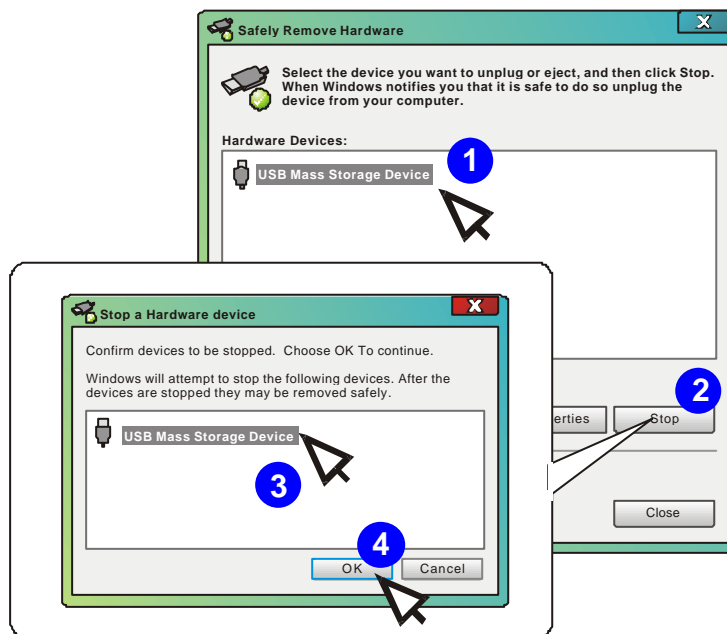 Safely Remove Hardware
X
Select the device you want to unplug or eject, and then click Stop.
When Windows notifies you that it is safe to do so unplug the
device from your computer.
Hardware Devices:
1
USB Mass Storage Device
2
erties
Stop
Close
Stop a Hardware device
X
Confirm devices to be stopped. Choose OK To continue.
Windows will attempt to stop the following devices. After the
devices are stopped they may be removed safely.
USB Mass Storage Device
3
4
OK
Cancel